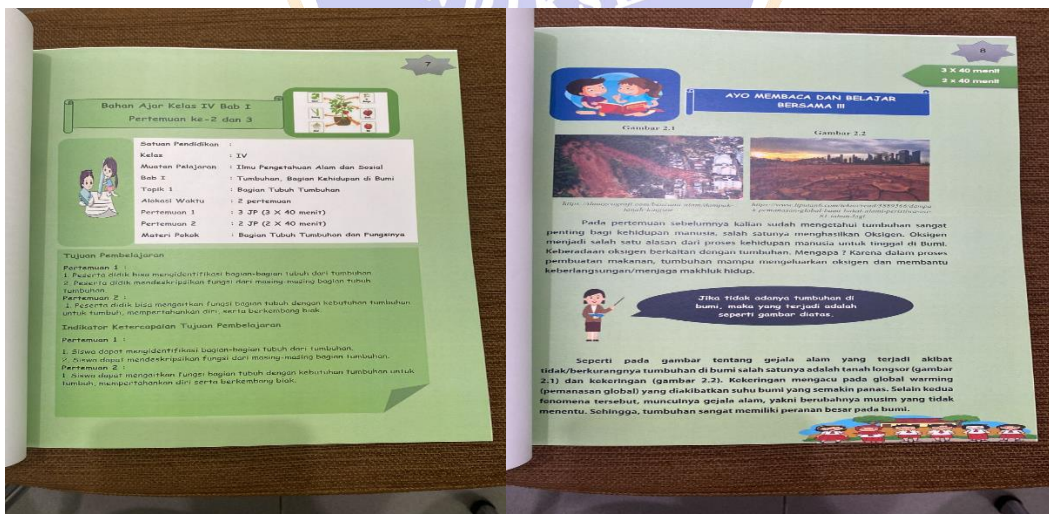 7
Bahan Ajar Kelas IV Bab I
Pertemuan ke-2 dan 3
Satuan Pendidikan :
Kelas : IV
Muatan Pelajaran : Ilmu Pengetahuan Alam dan Sosial
Bab I : Tumbuhan, Bagian Kehidupan di Bumi
Topik 1 : Bagian Tubuh Tumbuhan
Alokasi Waktu : 2 pertemuan
Pertemuan 1 : 3 JP (3 X 40 menit)
Pertemuan 2 : 2 JP (2 X 40 menit)
Materi Pokok : Bagian Tubuh Tumbuhan dan Fungsinya
Tujuan Pembelajaran
Pertemuan 1 :
1. Peserta didik bisa mengidentifikasi bagian-bagian tubuh dari tumbuhan.
2. Peserta didik mendeskripsikan fungsi dari masing-masing bagian tubuh
tumbuhan.
Pertemuan 2 :
1. Peserta didik bisa mengaitkan fungsi bagian tubuh dengan kebutuhan tumbuhan
untuk tumbuh, mempertahankan diri, serta berkembang biak.
Indikator Ketercapaian Tujuan Pembelajaran
Pertemuan 1 :
1. Siswa dapat mengidentifikasi bagian-bagian tubuh dari tumbuhan.
2. Siswa dapat mendeskripsikan fungsi dari masing-masing bagian tumbuhan.
Pertemuan 2 :
1. Siswa dapat mengaitkan fungsi bagian tubuh dengan kebutuhan tumbuhan untuk
tumbuh, mempertahankan diri serta berkembang biak.
8
3 X 40 menit
2 x 40 menit
AYO MEMBACA DAN BELAJAR
BERSAMA !!!
Gambar 2.1
Gambar 2.2
Pada pertemuan sebelumnya kalian sudah mengetahui tumbuhan sangat
penting bagi kehidupan manusia, salah satunya menghasilkan Oksigen. Oksigen
menjadi salah satu alasan dari proses kehidupan manusia untuk tinggal di Bumi.
Keberadaan oksigen berkaitan dengan tumbuhan. Mengapa ? Karena dalam proses
pembuatan makanan, tumbuhan mampu mengeluarkan oksigen dan membantu
keberlangsungan/menjaga makhluk hidup.
Jika tidak adanya tumbuhan di
bumi, maka yang terjadi adalah
seperti gambar diatas.
Seperti pada gambar tentang gejala alam yang terjadi akibat
tidak/berkurangnya tumbuhan di bumi salah satunya adalah tanah longsor (gambar
2.1) dan kekeringan (gambar 2.2). Kekeringan mengacu pada global warming
(pemanasan global) yang diakibatkan suhu bumi yang semakin panas. Selain kedua
fenomena tersebut, munculnya gejala alam, yakni berubahnya musim yang tidak
menentu. Sehingga, tumbuhan sangat memiliki peranan besar pada bumi.